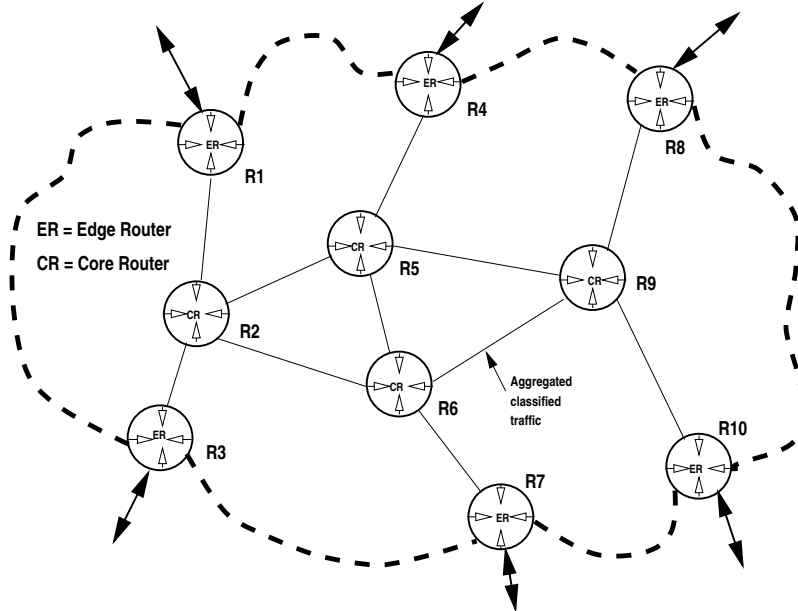 ER
R4
ER
R8
ER
R1
ER = Edge Router
CR = Core Router
CR
R5
CR
R9
CR
R2
CR
R6
Aggregated
classified
traffic
ER
R3
R10
ER
R7
ER